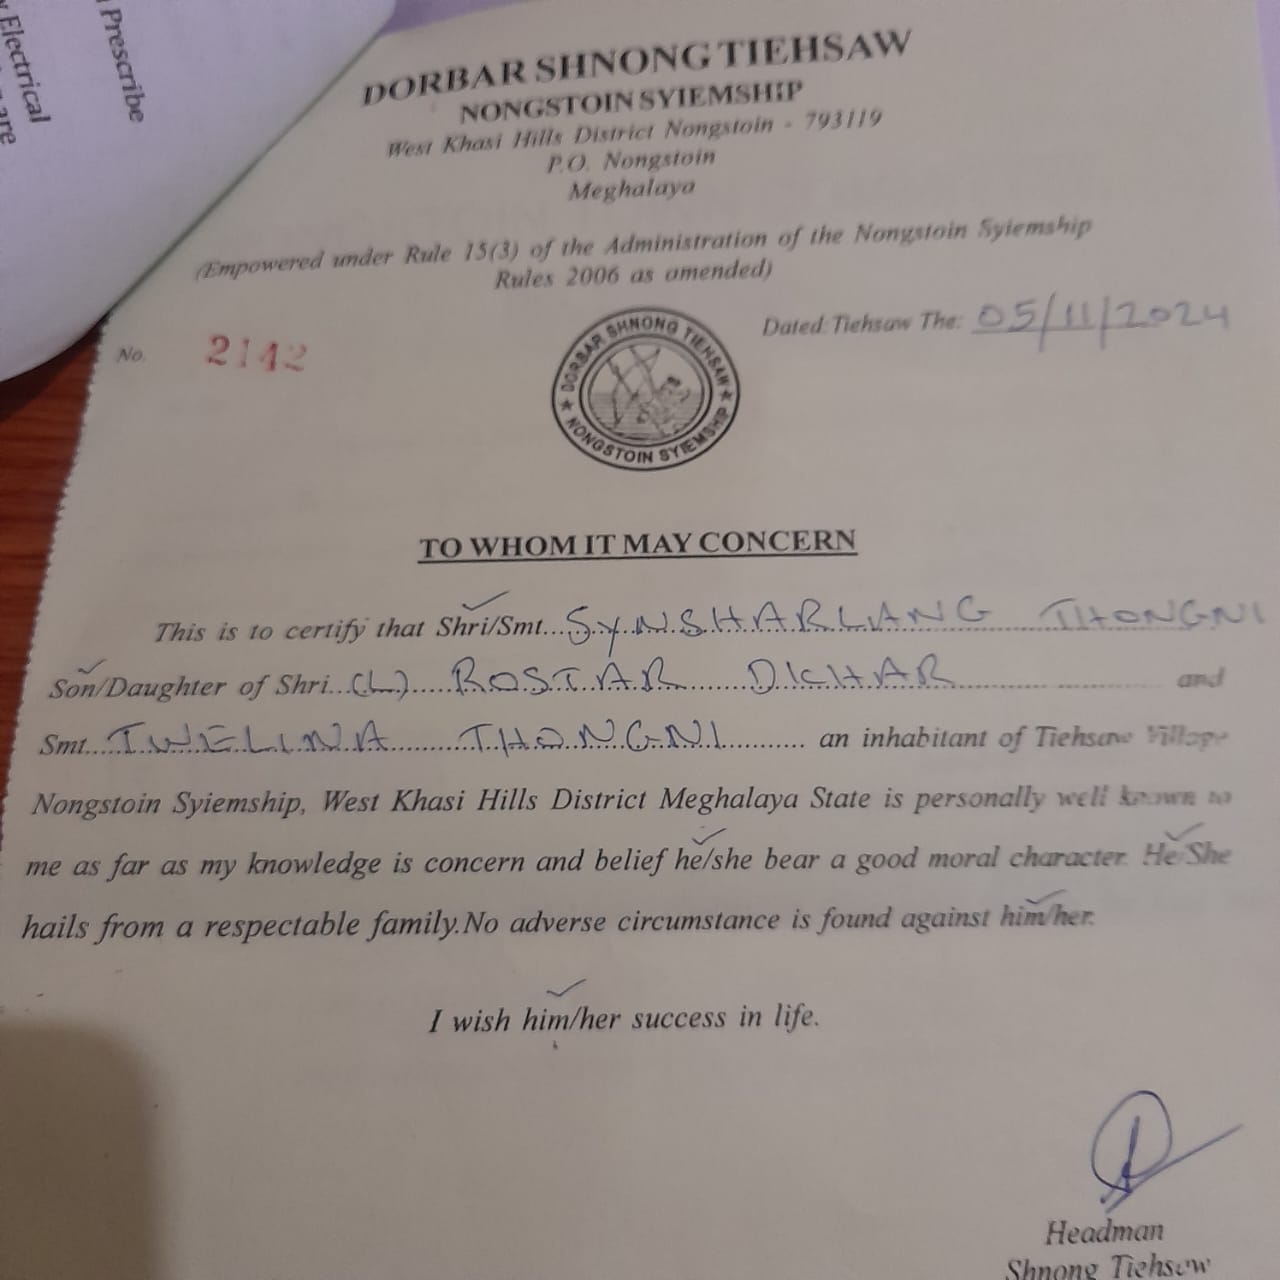 Electrical
are
Prescribe
DORBAR SHNONG TIEHSAW
NONGSTOIN SYIEMSHIP
West Khasi Hills District Nongstoin - 793119
P.O. Nongstoin
Meghalaya
(Empowered under Rule 15(3) of the Administration of the Nongstoin Syiemship
Rules 2006 as amended)
Dated: Tiehsaw The: 05/11/2024
No. 2142
DORBAR SHNONG TIEHSAW
NONGSTOIN SYIEMSHIP
TO WHOM IT MAY CONCERN
This is to certify that Shri/Smt...SYNSHARLANG THONGNI
Son/Daughter of Shri...(L)....ROSTAR DKHAR and
Smt....TWELINA THONGNI.......... an inhabitant of Tiehsaw Village
Nongstoin Syiemship, West Khasi Hills District Meghalaya State is personally well known to
me as far as my knowledge is concern and belief he/she bear a good moral character. He/She
hails from a respectable family.No adverse circumstance is found against him/her.
I wish him/her success in life.
Headman
Shnong Tiehsaw